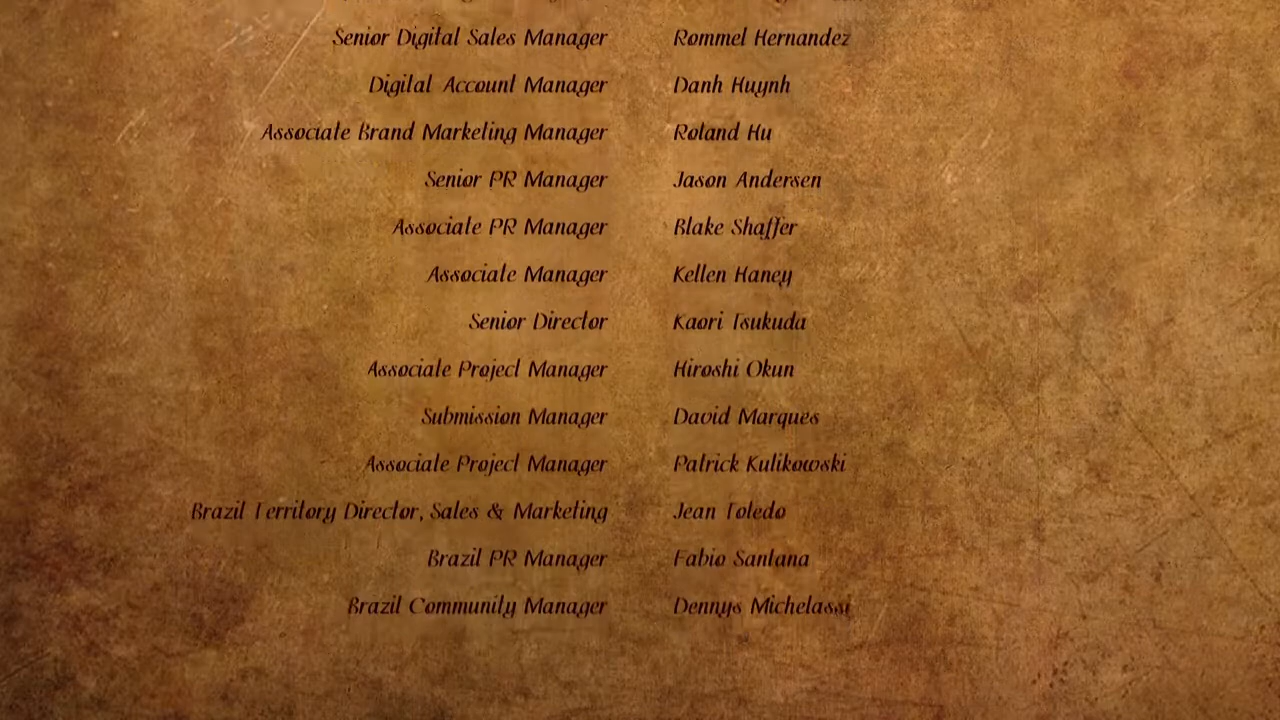 Senior Digital Sales Manager Rommel Hernandez
Digital Account Manager Danh Huynh
Associate Brand Marketing Manager Roland Hu
Senior PR Manager Jason Andersen
Associate PR Manager Blake Shaffer
Associate Manager Kellen Haney
Senior Director Kaori Tsukuda
Associate Project Manager Hiroshi Okun
Submission Manager David Marques
Associate Project Manager Patrick Kulikowski
Brazil Territory Director, Sales & Marketing Jean Toledo
Brazil PR Manager Fabio Santana
Brazil Community Manager Dennys Michelassi